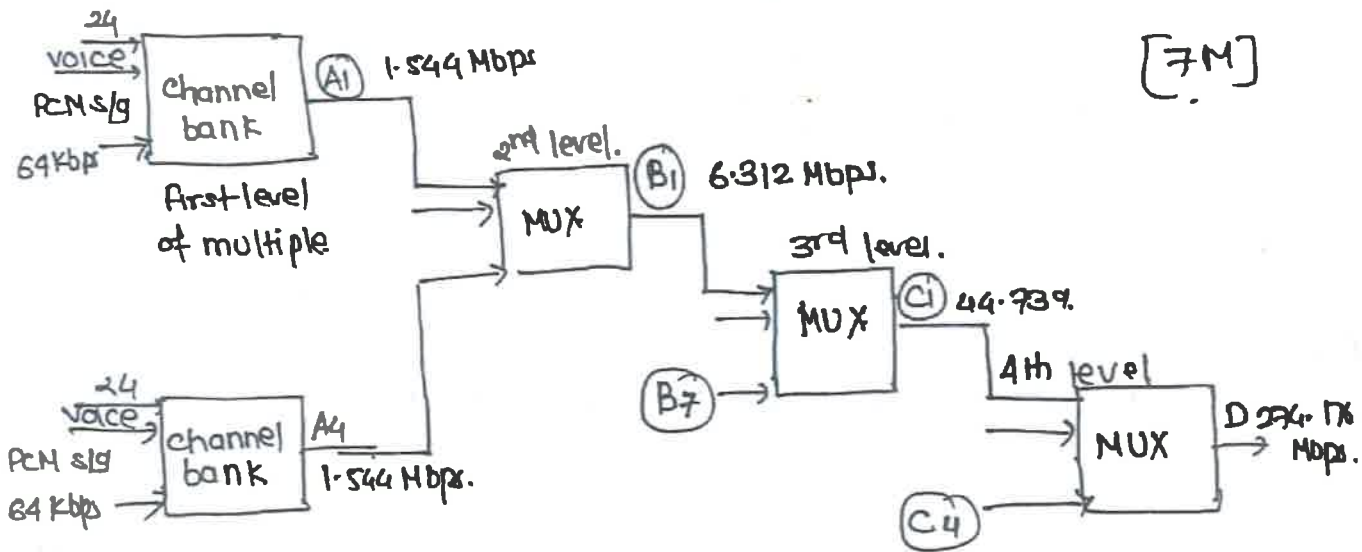 24
voice
PCM s/g
64 Kbps
Channel
bank
A1
1.544 Mbps
[7M]
First level
of multiple
2nd level.
MUX
B1
6.312 Mbps.
3rd level.
MUX
C1
44.73%
B7
4th level
MUX
D 274.176
Mbps.
C4
24
Voice
PCM s/g
64 Kbps
Channel
bank
A4
1.544 Mbps.